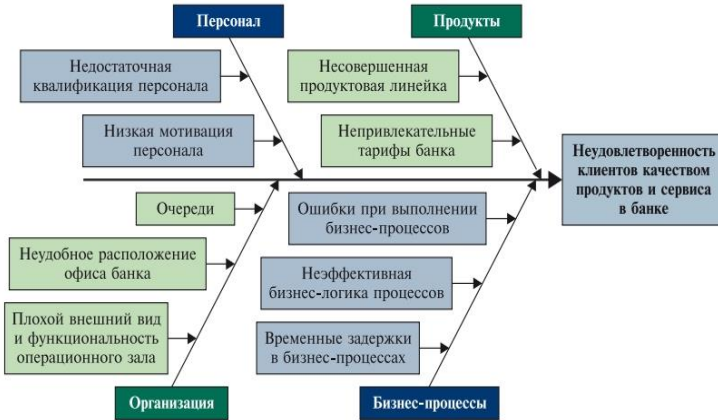 Персонал
Продукты
Недостаточная
квалификация персонала
Несовершенная
продуктовая линейка
Низкая мотивация
персонала
Непривлекательные
тарифы банка
Неудовлетворенность
клиентов качеством
продуктов и сервиса
в банке
Очереди
Ошибки при выполнении
бизнес-процессов
Неудобное расположение
офиса банка
Неэффективная
бизнес-логика процессов
Плохой внешний вид
и функциональность
операционного зала
Временные задержки
в бизнес-процессах
Организация
Бизнес-процессы